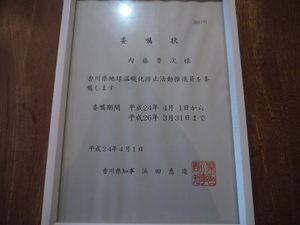 委嘱状
内藤 様
香川県地球温暖化防止活動推進員を委
嘱します
委嘱期間 平成24年 4月 1日から
平成26年 3月31日まで
平成24年4月1日
香川県知事 浜田恵造